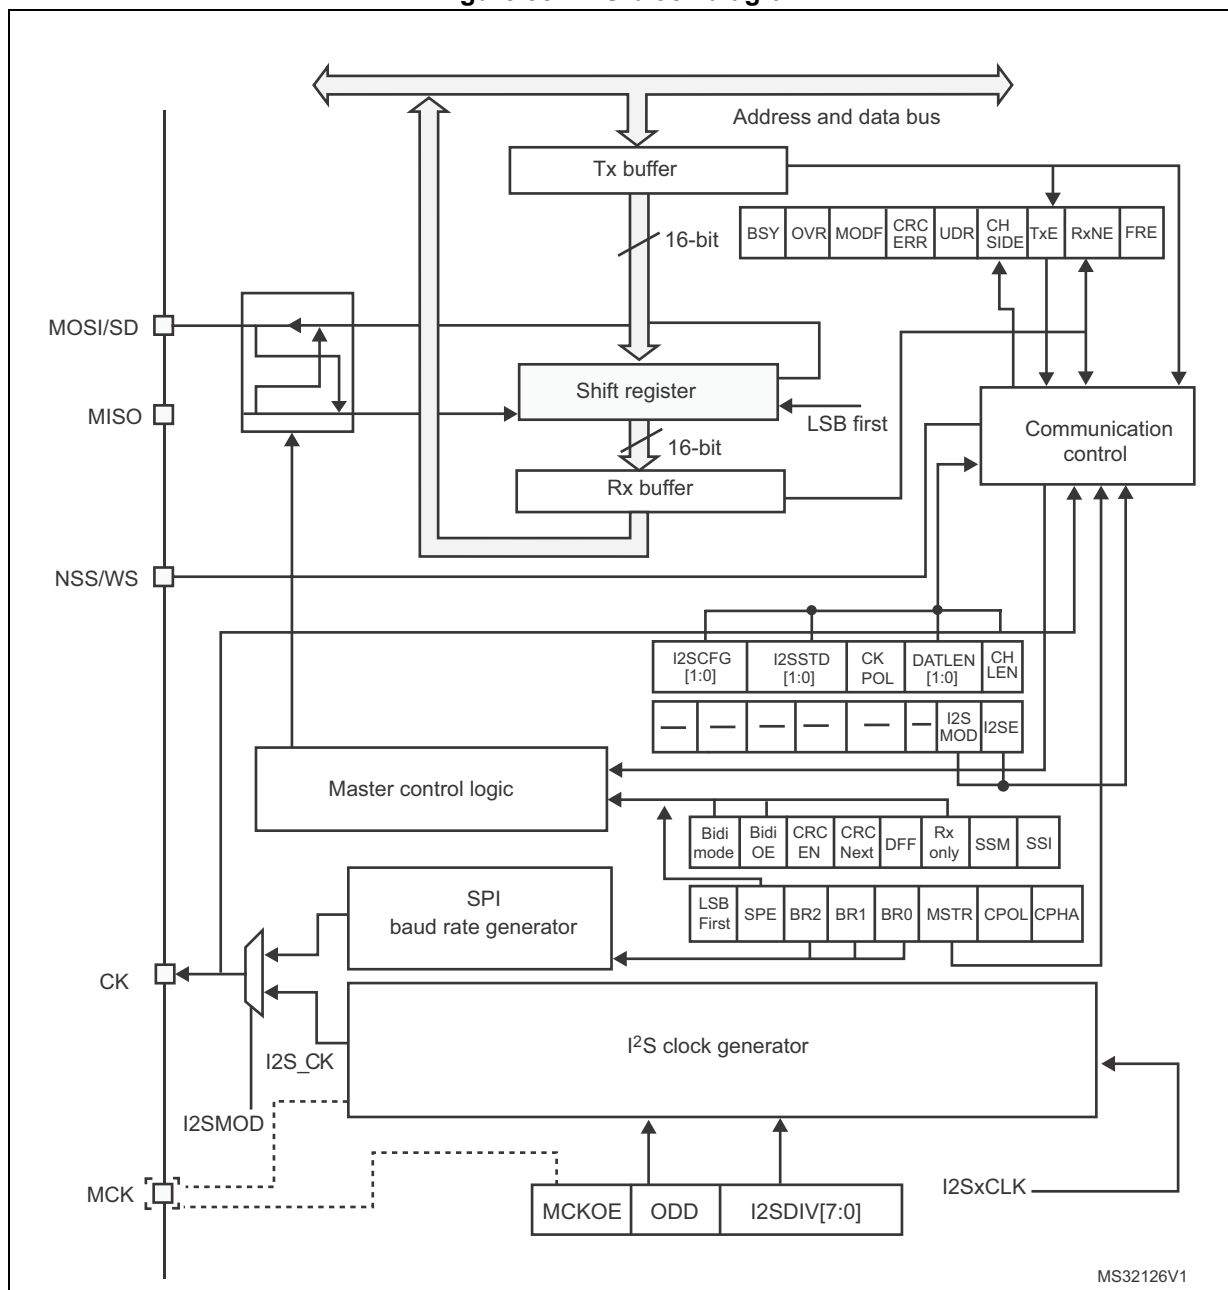 Address and data bus
Tx buffer
BSY OVR MODF CRC ERR UDR CH SIDE TxE RxNE FRE
16-bit
MOSI/SD
Shift register
MISO
LSB first
Communication control
16-bit
Rx buffer
NSS/WS
I2SCFG [1:0] I2SSTD [1:0] CK POL DATLEN [1:0] CH LEN
— — — — — — I2S MOD I2SE
Master control logic
Bidi mode Bidi OE CRC EN CRC Next DFF Rx only SSM SSI
SPI
baud rate generator
LSB First SPE BR2 BR1 BR0 MSTR CPOL CPHA
CK
I²S clock generator
I2S_CK
I2SMOD
MCK
I2SxCLK
MCKOE ODD I2SDIV[7:0]
MS32126V1